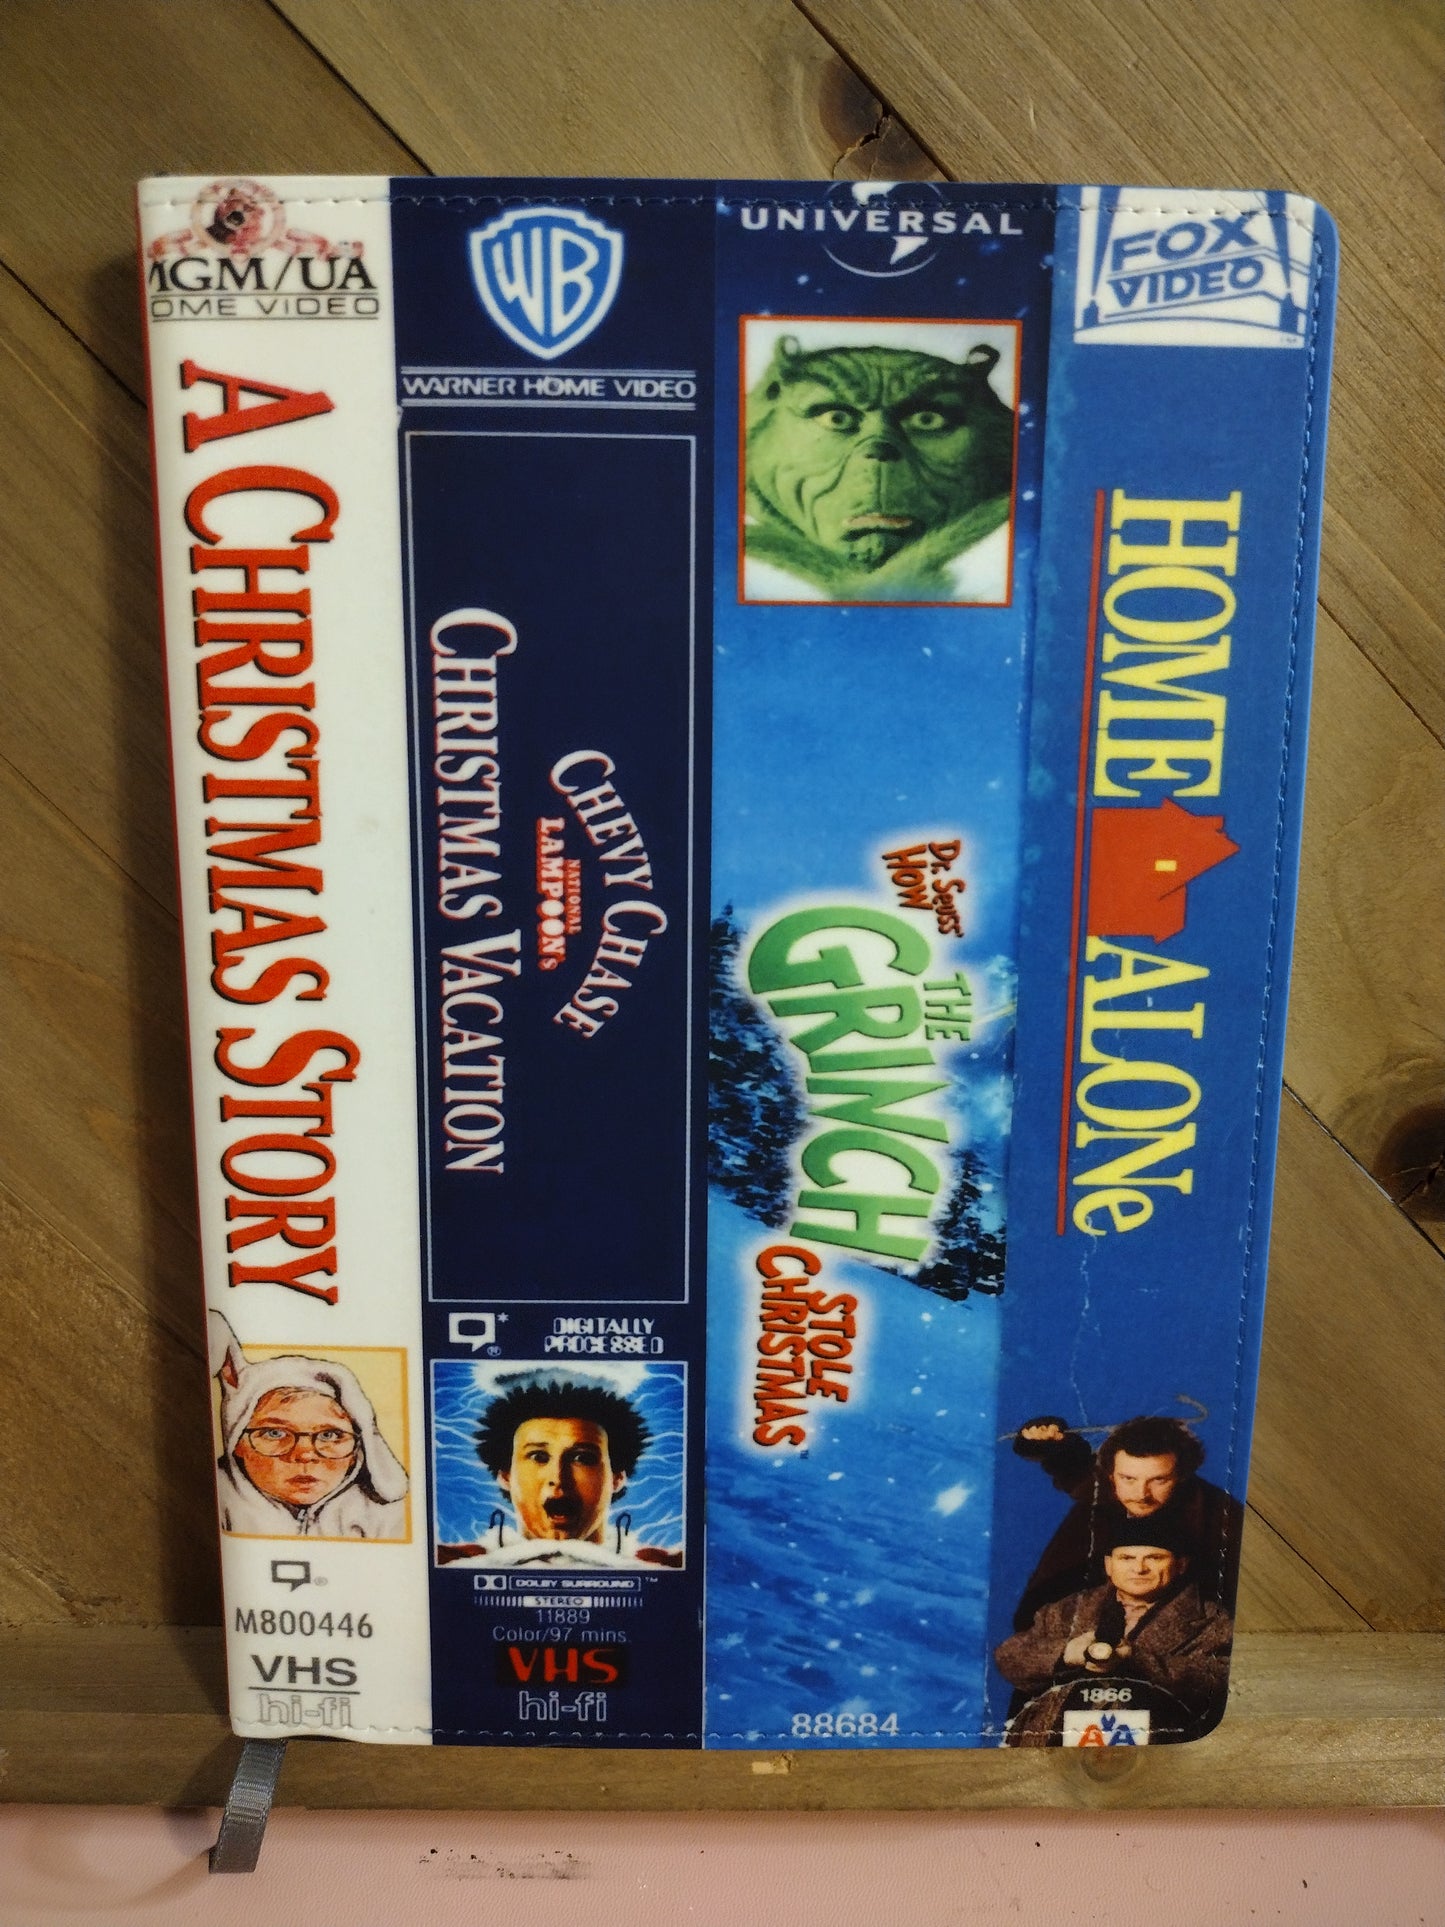 MGM/UA
HOME VIDEO
A CHRISTMAS STORY
M800446
VHS
hi-fi
WB
WARNER HOME VIDEO
CHEVY CHASE
NATIONAL
LAMPOON's
CHRISTMAS VACATION
DIGITALLY
PROCESSED
DOLBY SURROUND ™
STEREO
11889
Color/97 mins.
VHS
hi-fi
UNIVERSAL
Dr. Seuss'
HOW
THE
GRINCH
STOLE
CHRISTMAS™
88684
FOX
VIDEO
HOME ALONe
1866
AA